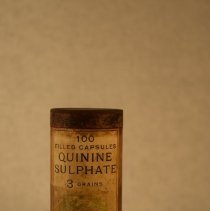 100
FILLED CAPSULES
QUININE
SULPHATE
3 GRAINS